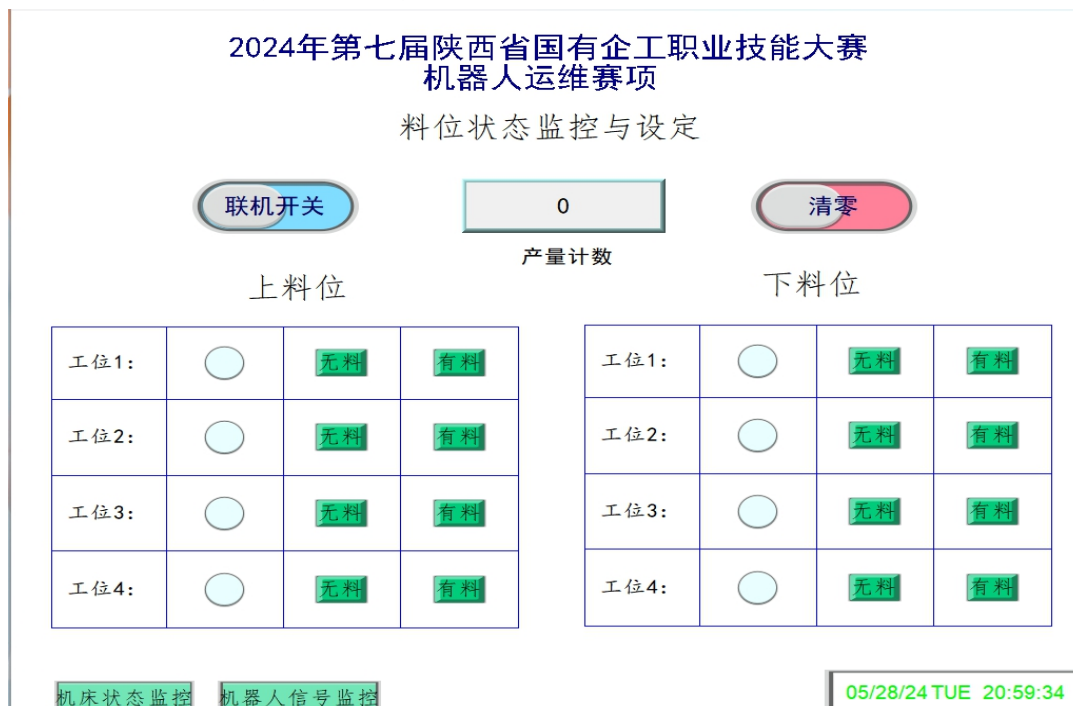 2024年第七届陕西省国有企工职业技能大赛
机器人运维赛项
料位状态监控与设定
联机开关
0
清零
产量计数
上料位
下料位
工位1: 无料 有料
工位2: 无料 有料
工位3: 无料 有料
工位4: 无料 有料
工位1: 无料 有料
工位2: 无料 有料
工位3: 无料 有料
工位4: 无料 有料
机床状态监控
机器人信号监控
05/28/24 TUE 20:59:34